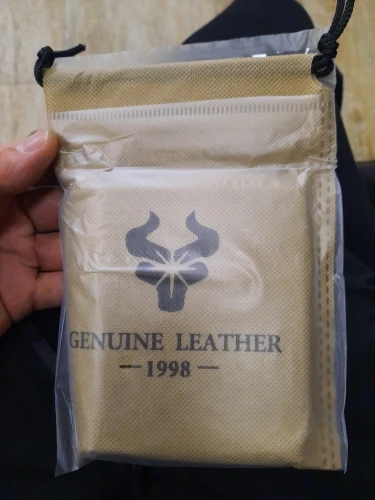 GENUINE LEATHER
— 1998 —